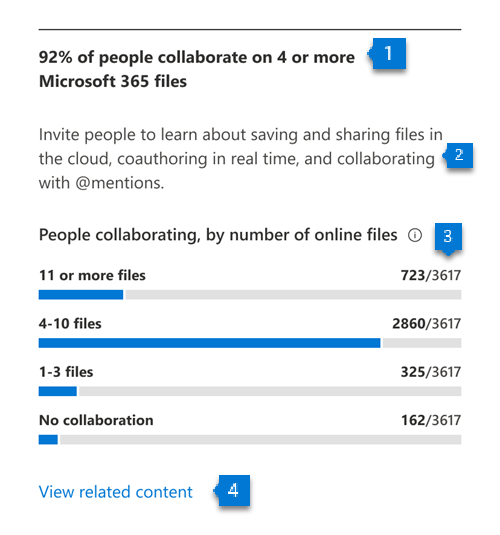 92% of people collaborate on 4 or more 1
Microsoft 365 files
Invite people to learn about saving and sharing files in
the cloud, coauthoring in real time, and collaborating 2
with @mentions.
People collaborating, by number of online files 3
11 or more files 723/3617
4-10 files 2860/3617
1-3 files 325/3617
No collaboration 162/3617
View related content 4